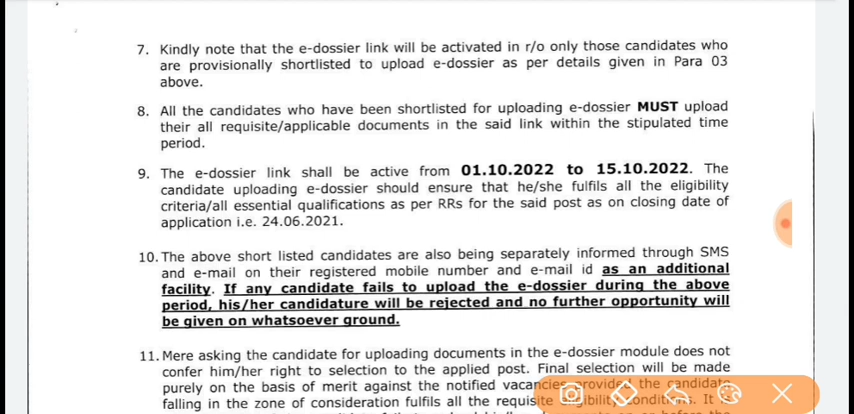 7. Kindly note that the e-dossier link will be activated in r/o only those candidates who
are provisionally shortlisted to upload e-dossier as per details given in Para 03
above.
8. All the candidates who have been shortlisted for uploading e-dossier MUST upload
their all requisite/applicable documents in the said link within the stipulated time
period.
9. The e-dossier link shall be active from 01.10.2022 to 15.10.2022. The
candidate uploading e-dossier should ensure that he/she fulfils all the eligibility
criteria/all essential qualifications as per RRs for the said post as on closing date of
application i.e. 24.06.2021.
10. The above short listed candidates are also being separately informed through SMS
and e-mail on their registered mobile number and e-mail id as an additional
facility. If any candidate fails to upload the e-dossier during the above
period, his/her candidature will be rejected and no further opportunity will
be given on whatsoever ground.
11. Mere asking the candidate for uploading documents in the e-dossier module does not
confer him/her right to selection to the applied post. Final selection will be made
purely on the basis of merit against the notified vacancies provided the candidate
falling in the zone of consideration fulfils all the requisite eligibility conditions. It is